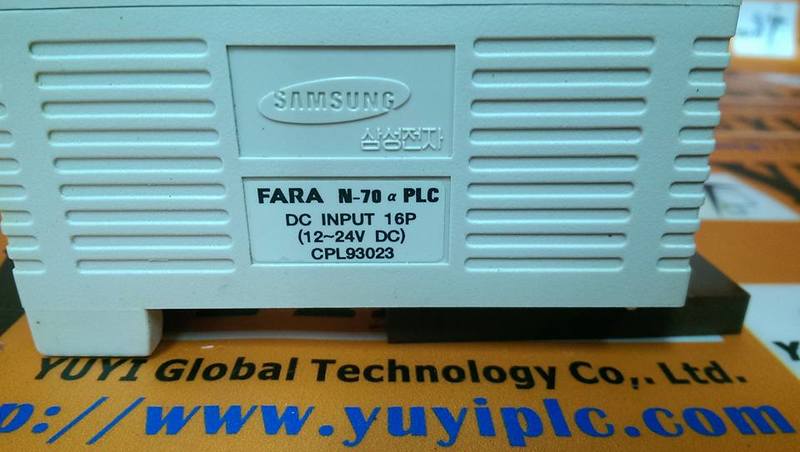 SAMSUNG
삼성전자
FARA N-70 α PLC
DC INPUT 16P
(12~24V DC)
CPL93023
YUYI Global Technology Co,. Ltd.
p://www.yuyiplc.com